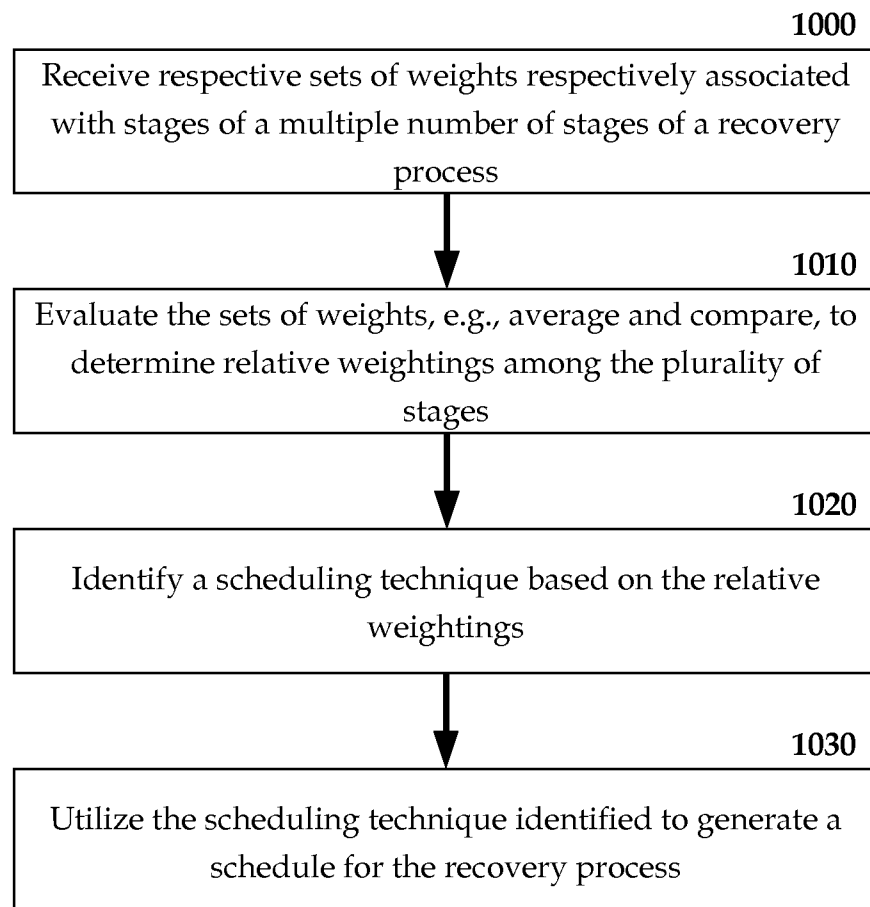 1000
Receive respective sets of weights respectively associated
with stages of a multiple number of stages of a recovery
process
1010
Evaluate the sets of weights, e.g., average and compare, to
determine relative weightings among the plurality of
stages
1020
Identify a scheduling technique based on the relative
weightings
1030
Utilize the scheduling technique identified to generate a
schedule for the recovery process